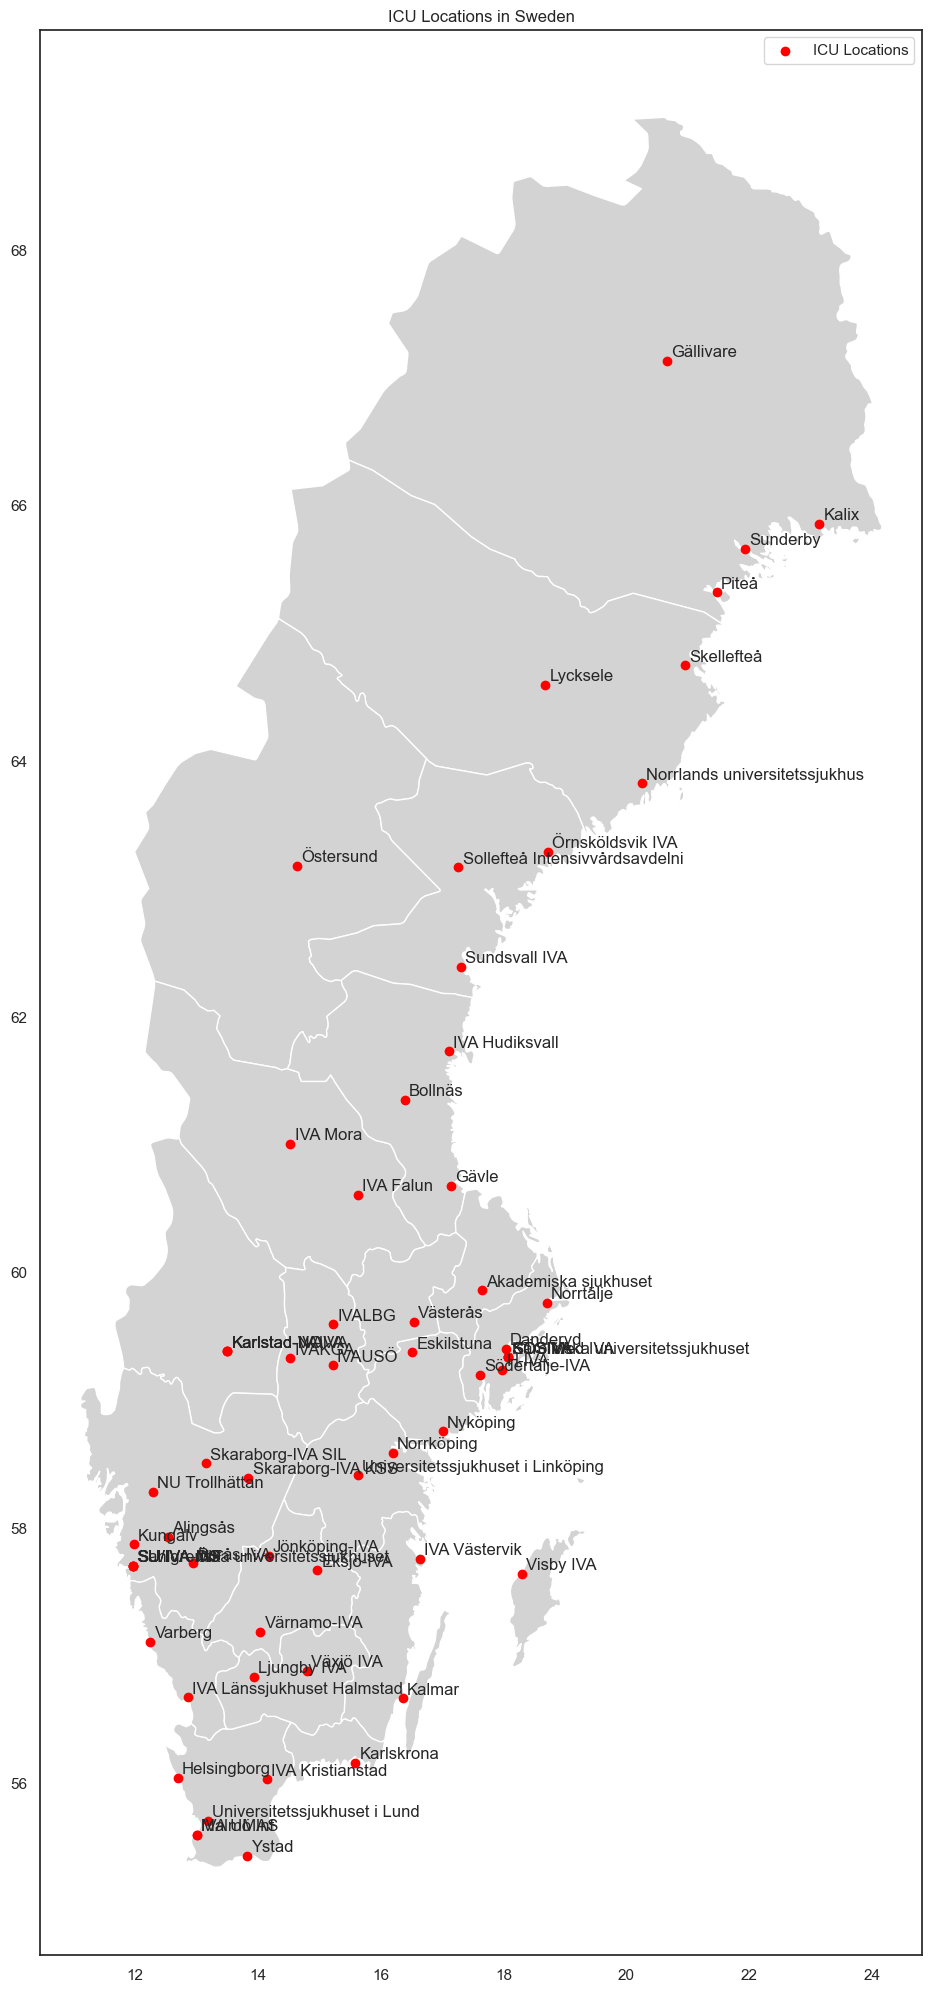 ICU Locations in Sweden
ICU Locations
68
66
64
62
60
58
56
Gällivare
Kalix
Sunderby
Piteå
Skellefteå
Lycksele
Norrlands universitetssjukhus
Örnsköldsvik IVA
Östersund
Sollefteå Intensivvårdsavdelni
Sundsvall IVA
IVA Hudiksvall
Bollnäs
IVA Mora
Gävle
IVA Falun
Akademiska sjukhuset
Norrtälje
IVALBG
Västerås
Danderyd
Karlstad
Eskilstuna
universitetssjukhuset
IVAUSÖ
Södertälje-IVA
Nyköping
Norrköping
Skaraborg-IVA SIL
Skaraborg-IVA KSS
Universitetssjukhuset i Linköping
NU Trollhättan
Alingsås
Kungälv
Jönköping-IVA
IVA Västervik
universitetssjukhuset
Eksjö-IVA
Visby IVA
Värnamo-IVA
Varberg
Växjö IVA
Ljungby IVA
IVA Länssjukhuset Halmstad
Kalmar
Karlskrona
Helsingborg
IVA Kristianstad
Universitetssjukhuset i Lund
Ystad
12 14 16 18 20 22 24